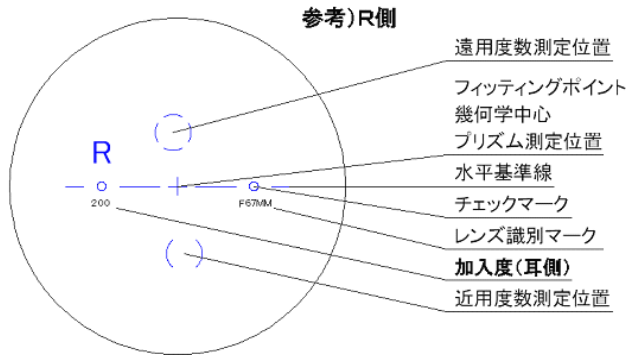 参考)R側
遠用度数測定位置
フィッティングポイント
幾何学中心
プリズム測定位置
水平基準線
チェックマーク
レンズ識別マーク
加入度(耳側)
近用度数測定位置
R
200
F67MM